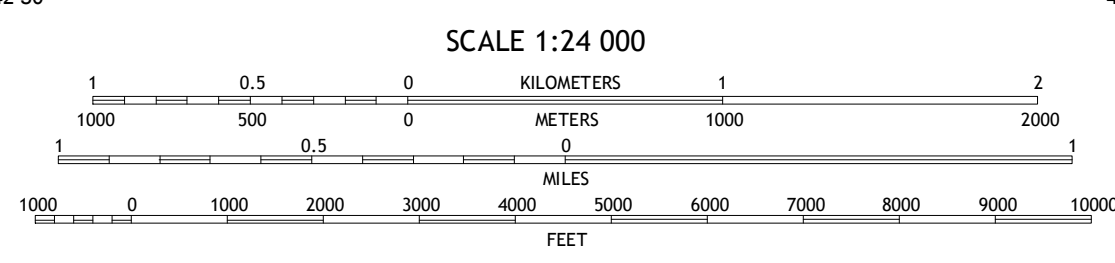 SCALE 1:24 000
1 0.5 0 KILOMETERS 1 2
1000 500 0 METERS 1000 2000
1 0.5 0 1
MILES
1000 0 1000 2000 3000 4000 5000 6000 7000 8000 9000 10000
FEET